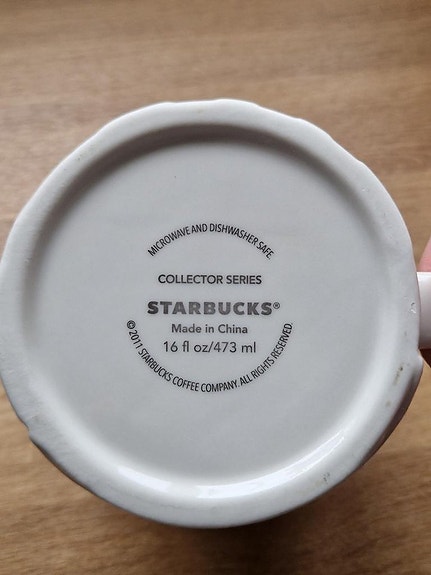 MICROWAVE AND DISHWASHER SAFE.
COLLECTOR SERIES
STARBUCKS®
Made in China
16 fl oz/473 ml
© 2011 STARBUCKS COFFEE COMPANY. ALL RIGHTS RESERVED